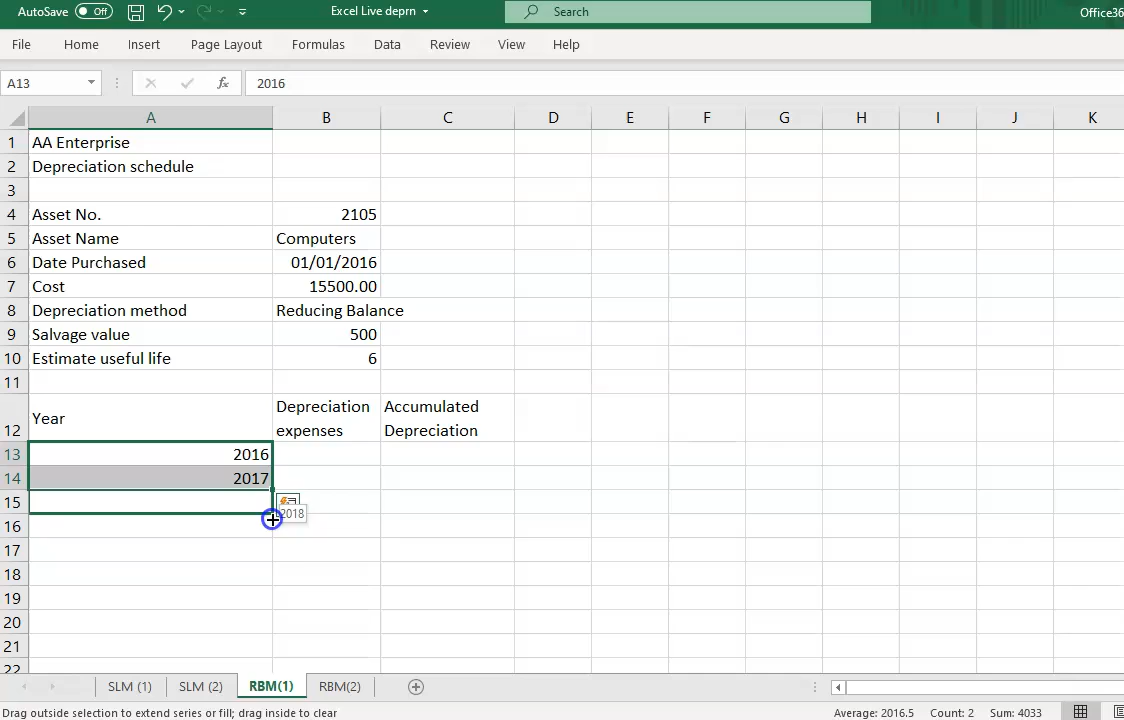 AutoSave Off Excel Live deprn Search Office36
File Home Insert Page Layout Formulas Data Review View Help
A13 fx 2016
A B C D E F G H I J K
1 AA Enterprise
2 Depreciation schedule
3
4 Asset No. 2105
5 Asset Name Computers
6 Date Purchased 01/01/2016
7 Cost 15500.00
8 Depreciation method Reducing Balance
9 Salvage value 500
10 Estimate useful life 6
11
Depreciation Accumulated
Year
12 expenses Depreciation
13 2016
14 2017
15
2018
16
17
18
19
20
21
22
SLM (1) SLM (2) RBM(1) RBM(2)
Drag outside selection to extend series or fill; drag inside to clear Average: 2016.5 Count: 2 Sum: 4033